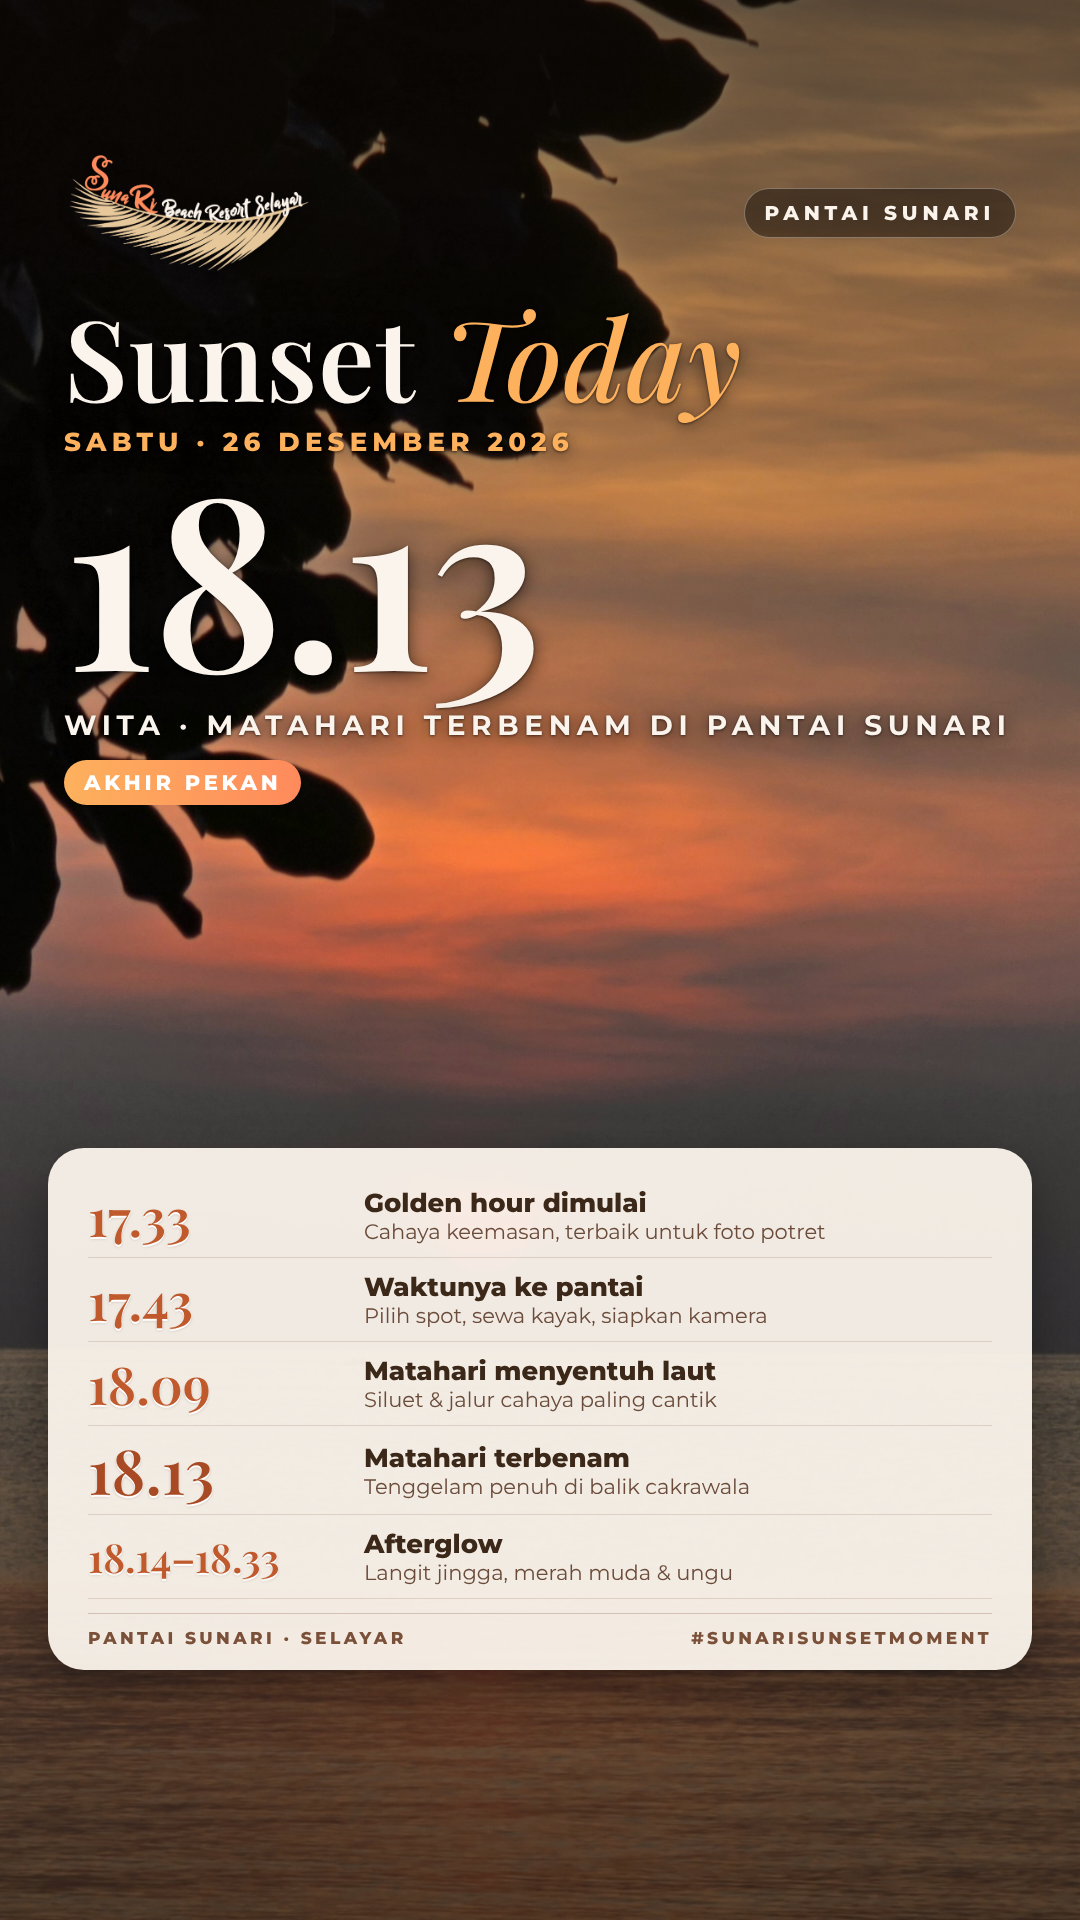 SunaRi Beach Resort Selayar
PANTAI SUNARI
Sunset Today
SABTU · 26 DESEMBER 2026
18.13
WITA · MATAHARI TERBENAM DI PANTAI SUNARI
AKHIR PEKAN
17.33
Golden hour dimulai
Cahaya keemasan, terbaik untuk foto potret
17.43
Waktunya ke pantai
Pilih spot, sewa kayak, siapkan kamera
18.09
Matahari menyentuh laut
Siluet & jalur cahaya paling cantik
18.13
Matahari terbenam
Tenggelam penuh di balik cakrawala
18.14–18.33
Afterglow
Langit jingga, merah muda & ungu
PANTAI SUNARI · SELAYAR
#SUNARISUNSETMOMENT